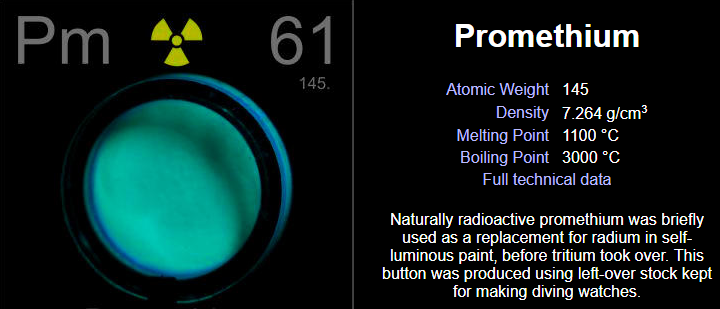 Pm 61
145.
Promethium
Atomic Weight 145
Density 7.264 g/cm³
Melting Point 1100 °C
Boiling Point 3000 °C
Full technical data
Naturally radioactive promethium was briefly
used as a replacement for radium in self-
luminous paint, before tritium took over. This
button was produced using left-over stock kept
for making diving watches.